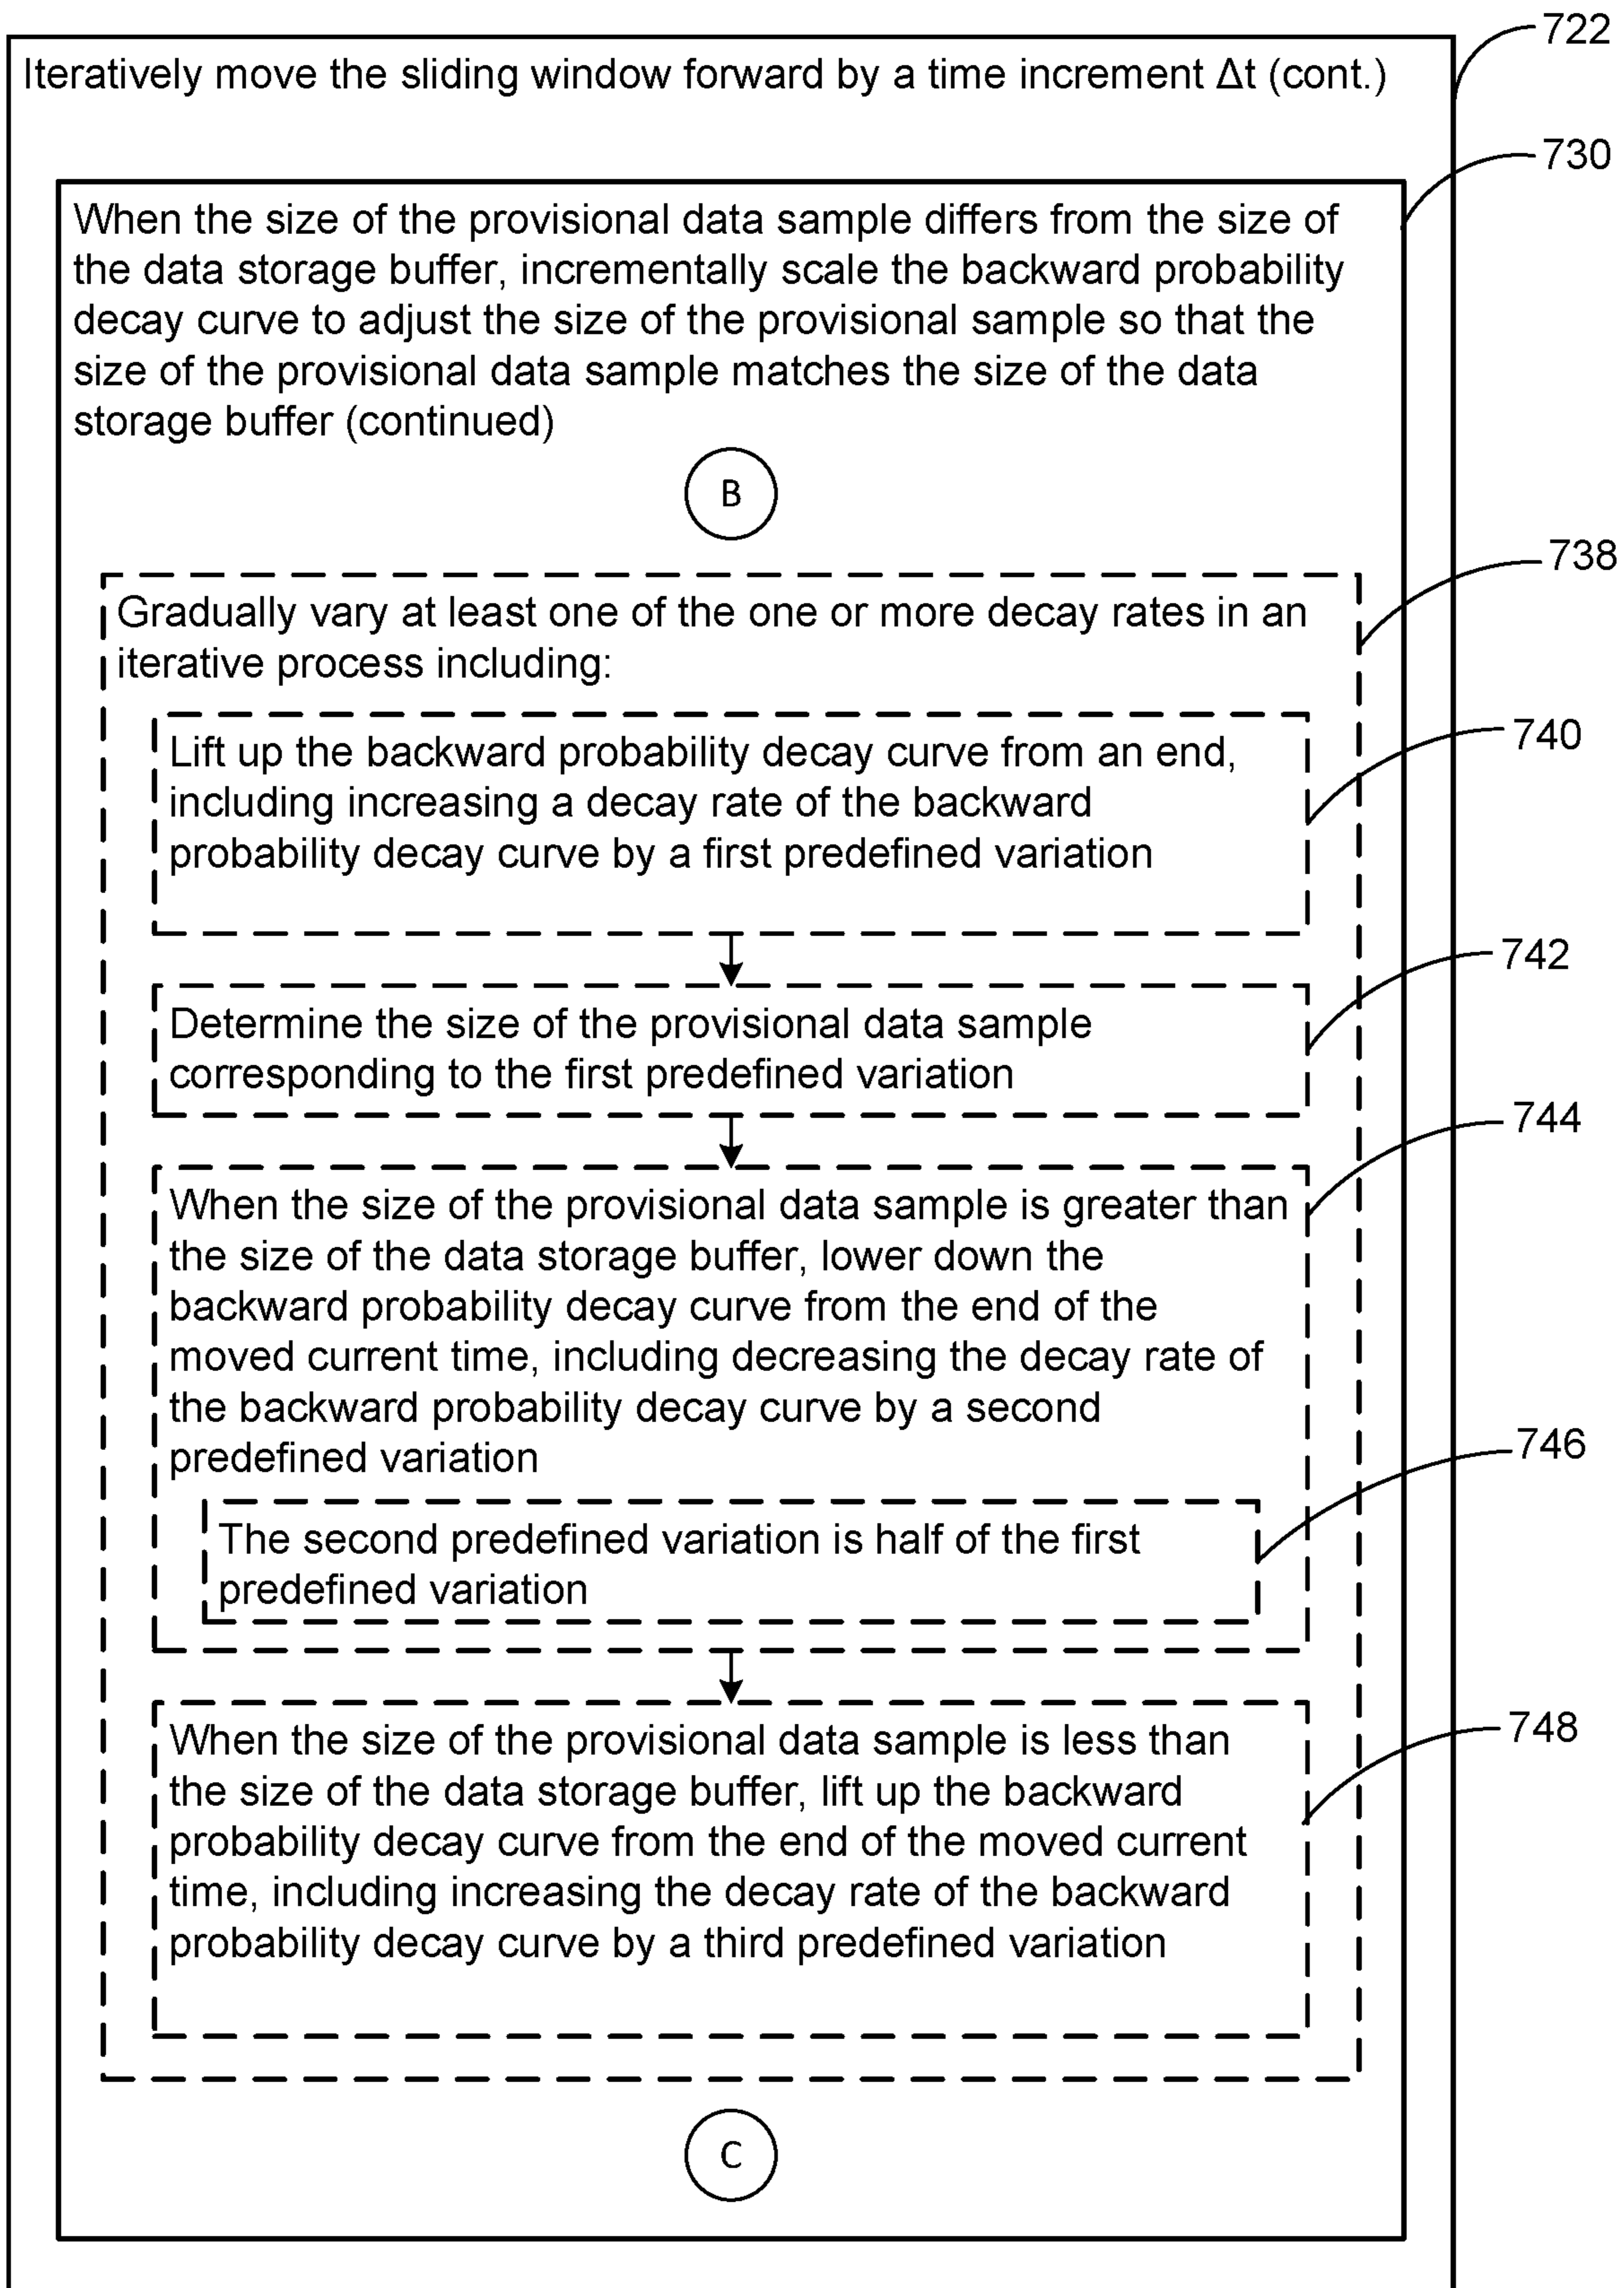 722
Iteratively move the sliding window forward by a time increment Δt (cont.)
730
When the size of the provisional data sample differs from the size of
the data storage buffer, incrementally scale the backward probability
decay curve to adjust the size of the provisional sample so that the
size of the provisional data sample matches the size of the data
storage buffer (continued)
B
738
Gradually vary at least one of the one or more decay rates in an
iterative process including:
740
Lift up the backward probability decay curve from an end,
including increasing a decay rate of the backward
probability decay curve by a first predefined variation
742
Determine the size of the provisional data sample
corresponding to the first predefined variation
744
When the size of the provisional data sample is greater than
the size of the data storage buffer, lower down the
backward probability decay curve from the end of the
moved current time, including decreasing the decay rate of
the backward probability decay curve by a second
predefined variation
746
The second predefined variation is half of the first
predefined variation
748
When the size of the provisional data sample is less than
the size of the data storage buffer, lift up the backward
probability decay curve from the end of the moved current
time, including increasing the decay rate of the backward
probability decay curve by a third predefined variation
C